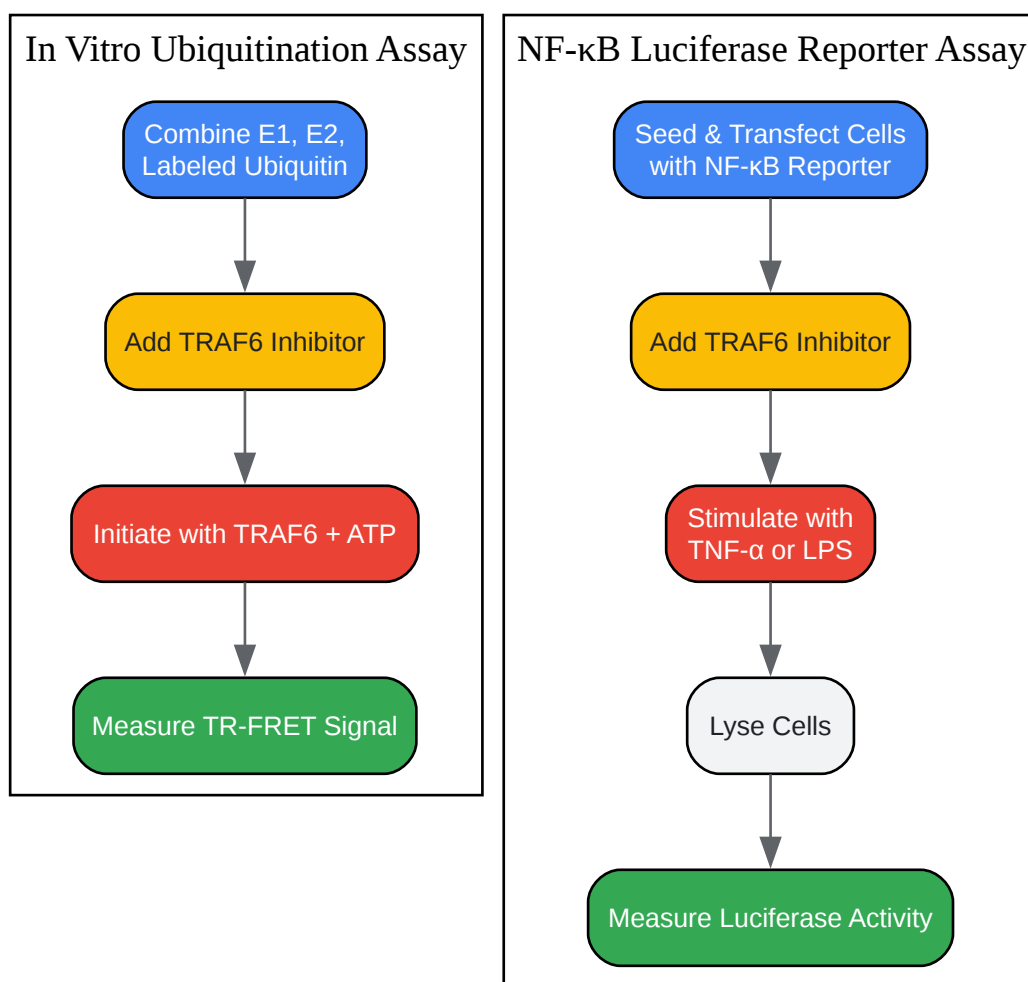 In Vitro Ubiquitination Assay
Combine E1, E2,
Labeled Ubiquitin
Add TRAF6 Inhibitor
Initiate with TRAF6 + ATP
Measure TR-FRET Signal
NF-κB Luciferase Reporter Assay
Seed & Transfect Cells
with NF-κB Reporter
Add TRAF6 Inhibitor
Stimulate with
TNF-α or LPS
Lyse Cells
Measure Luciferase Activity